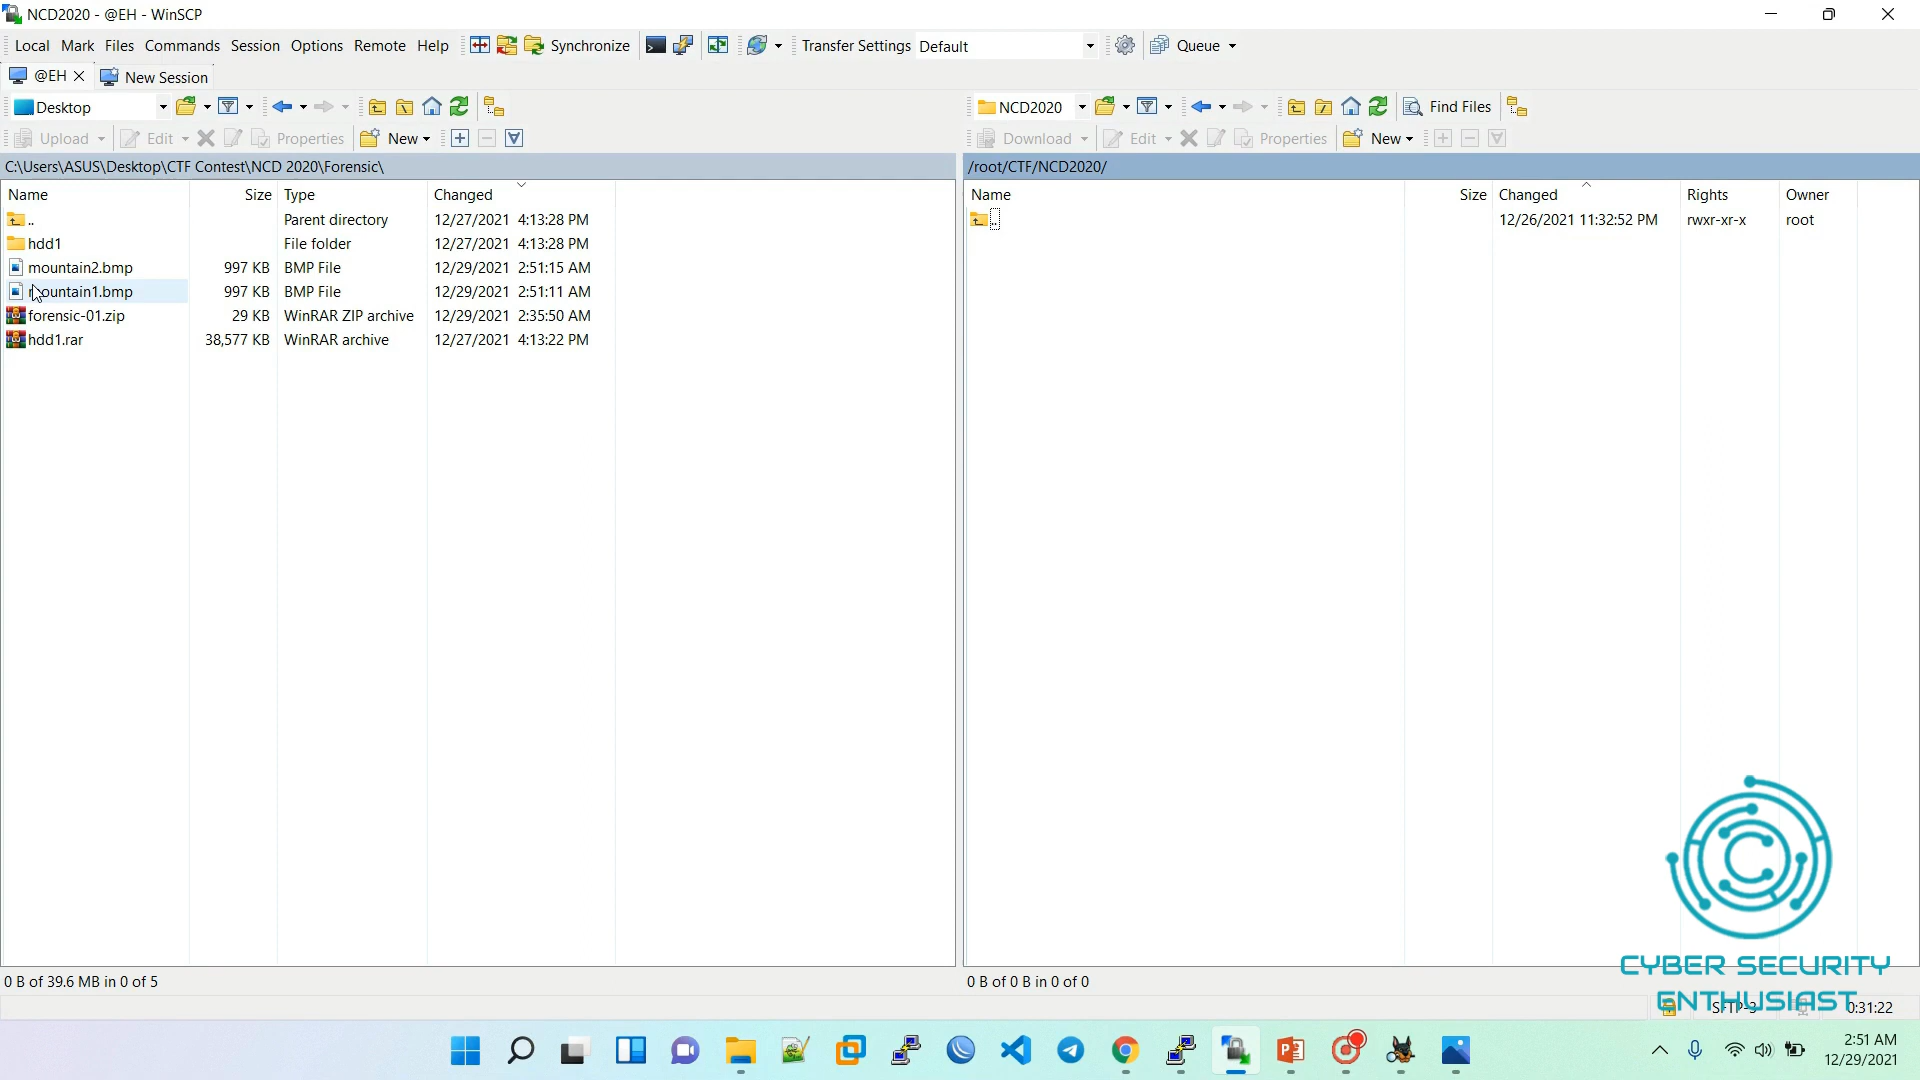 NCD2020 - @EH - WinSCP
Local Mark Files Commands Session Options Remote Help Synchronize Transfer Settings Default Queue
@EH New Session
Desktop NCD2020 Find Files
Upload Edit Properties New Download Edit Properties New
C:\Users\ASUS\Desktop\CTF Contest\NCD 2020\Forensic\ /root/CTF/NCD2020/
Name Size Type Changed Name Size Changed Rights Owner
.. Parent directory 12/27/2021 4:13:28 PM .. 12/26/2021 11:32:52 PM rwxr-xr-x root
hdd1 File folder 12/27/2021 4:13:28 PM
mountain2.bmp 997 KB BMP File 12/29/2021 2:51:15 AM
mountain1.bmp 997 KB BMP File 12/29/2021 2:51:11 AM
forensic-01.zip 29 KB WinRAR ZIP archive 12/29/2021 2:35:50 AM
hdd1.rar 38,577 KB WinRAR archive 12/27/2021 4:13:22 PM
CYBER SECURITY
ENTHUSIAST
0 B of 39.6 MB in 0 of 5 0 B of 0 B in 0 of 0
SFTP-3 0:31:22
2:51 AM
12/29/2021